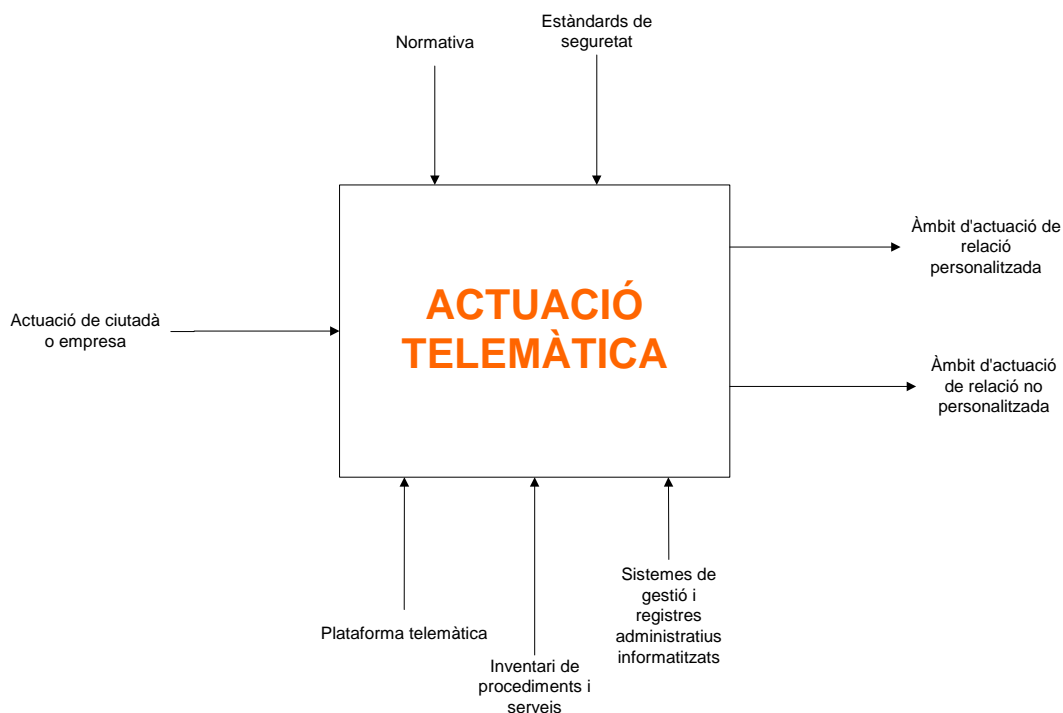 Normativa
Estàndards de
seguretat
Àmbit d'actuació de
relació
personalitzada
ACTUACIÓ
TELEMÀTICA
Actuació de ciutadà
o empresa
Àmbit d'actuació
de relació no
personalitzada
Plataforma telemàtica
Inventari de
procediments i
serveis
Sistemes de
gestió i
registres
administratius
informatitzats